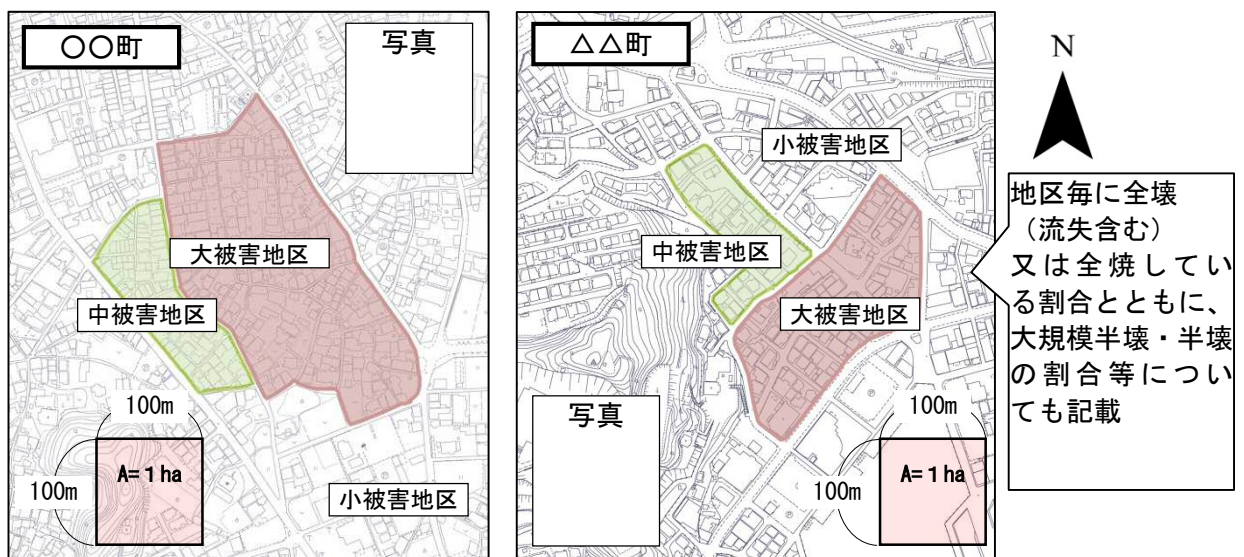 〇〇町
写真
大被害地区
中被害地区
100m
100m
A=１ha
小被害地区
△△町
小被害地区
中被害地区
大被害地区
写真
100m
100m
A=１ha
N
地区毎に全壊
（流失含む）
又は全焼してい
る割合とともに、
大規模半壊・半壊
の割合等につい
ても記載